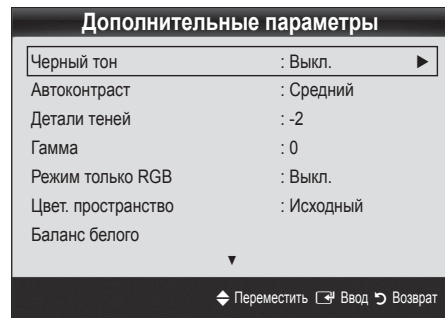 Дополнительные параметры
Черный тон : Выкл. ►
Автоконтраст : Средний
Детали теней : -2
Гамма : 0
Режим только RGB : Выкл.
Цвет. пространство : Исходный
Баланс белого
▼
Переместить Ввод Возврат